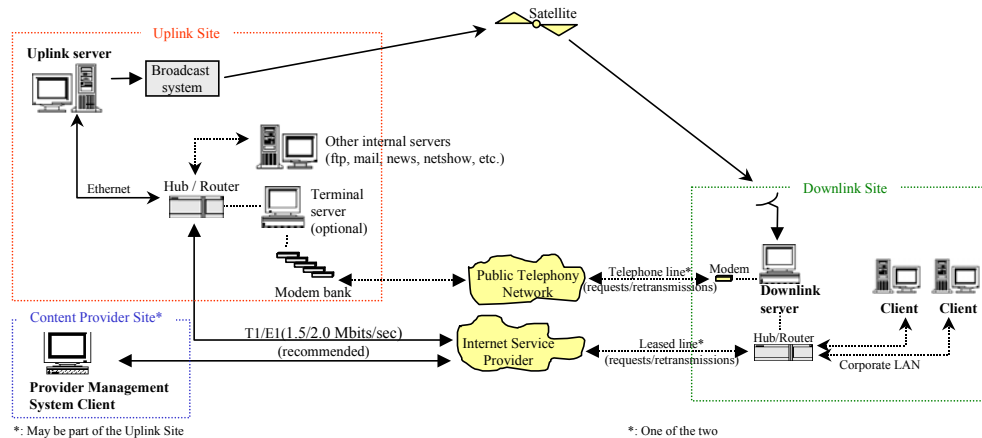 Satellite
Uplink Site
Uplink server
Broadcast
system
Other internal servers
(ftp, mail, news, netshow, etc.)
Ethernet
Hub / Router
Terminal
server
(optional)
Modem bank
Downlink Site
Public Telephony
Network
Telephone line*
(requests/retransmissions)
Modem
Downlink
server
Client
Client
Content Provider Site*
T1/E1(1.5/2.0 Mbits/sec)
(recommended)
Internet Service
Provider
Leased line*
(requests/retransmissions)
Hub/Router
Corporate LAN
Provider Management
System Client
*: May be part of the Uplink Site
*: One of the two